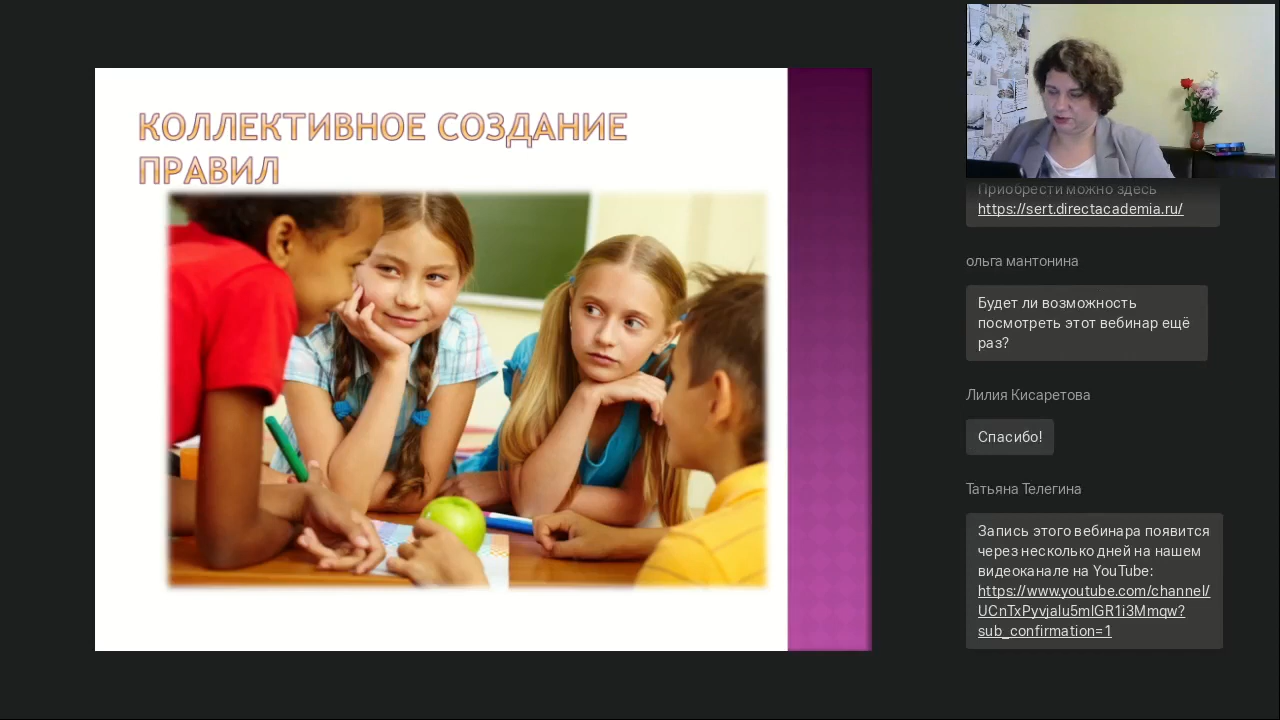 КОЛЛЕКТИВНОЕ СОЗДАНИЕ
ПРАВИЛ
Приобрести можно здесь
https://sert.directacademia.ru/
ольга мантонина
Будет ли возможность
посмотреть этот вебинар ещё
раз?
Лилия Кисаретова
Спасибо!
Татьяна Телегина
Запись этого вебинара появится
через несколько дней на нашем
видеоканале на YouTube:
https://www.youtube.com/channel/
UCnTxPyvjalu5mlGR1i3Mmqw?
sub_confirmation=1